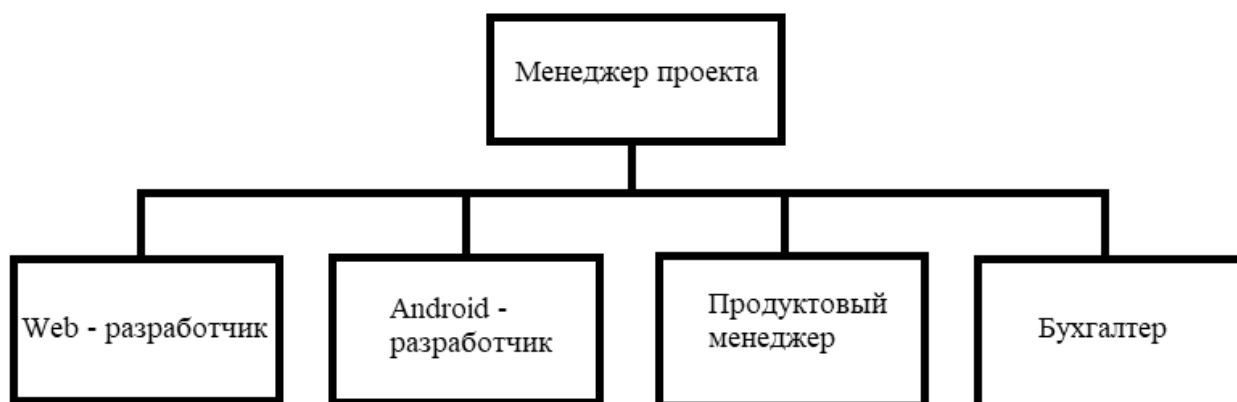 Менеджер проекта
Web - разработчик
Android -
разработчик
Продуктовый
менеджер
Бухгалтер